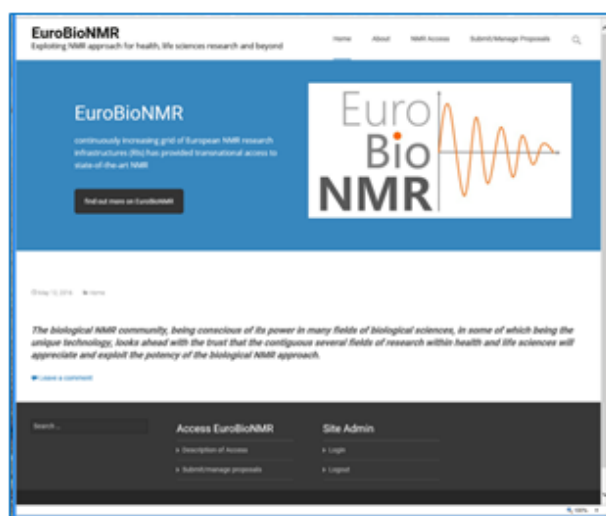 EuroBioNMR
Exploiting NMR approach for health, life sciences research and beyond
Home About NMR Access Submit/Manage Proposals
EuroBioNMR
continuously increasing grid of European NMR research
infrastructures (RIs) has provided transnational access to
state-of-the-art NMR
find out more on EuroBioNMR
Euro
Bio
NMR
May 12, 2016 Home
The biological NMR community, being conscious of its power in many fields of biological sciences, in some of which being the
unique technology, looks ahead with the trust that the contiguous several fields of research within health and life sciences will
appreciate and exploit the potency of the biological NMR approach.
Leave a comment
Search ...
Access EuroBioNMR
Site Admin
Description of Access
Login
Submit/manage proposals
Logout
100%